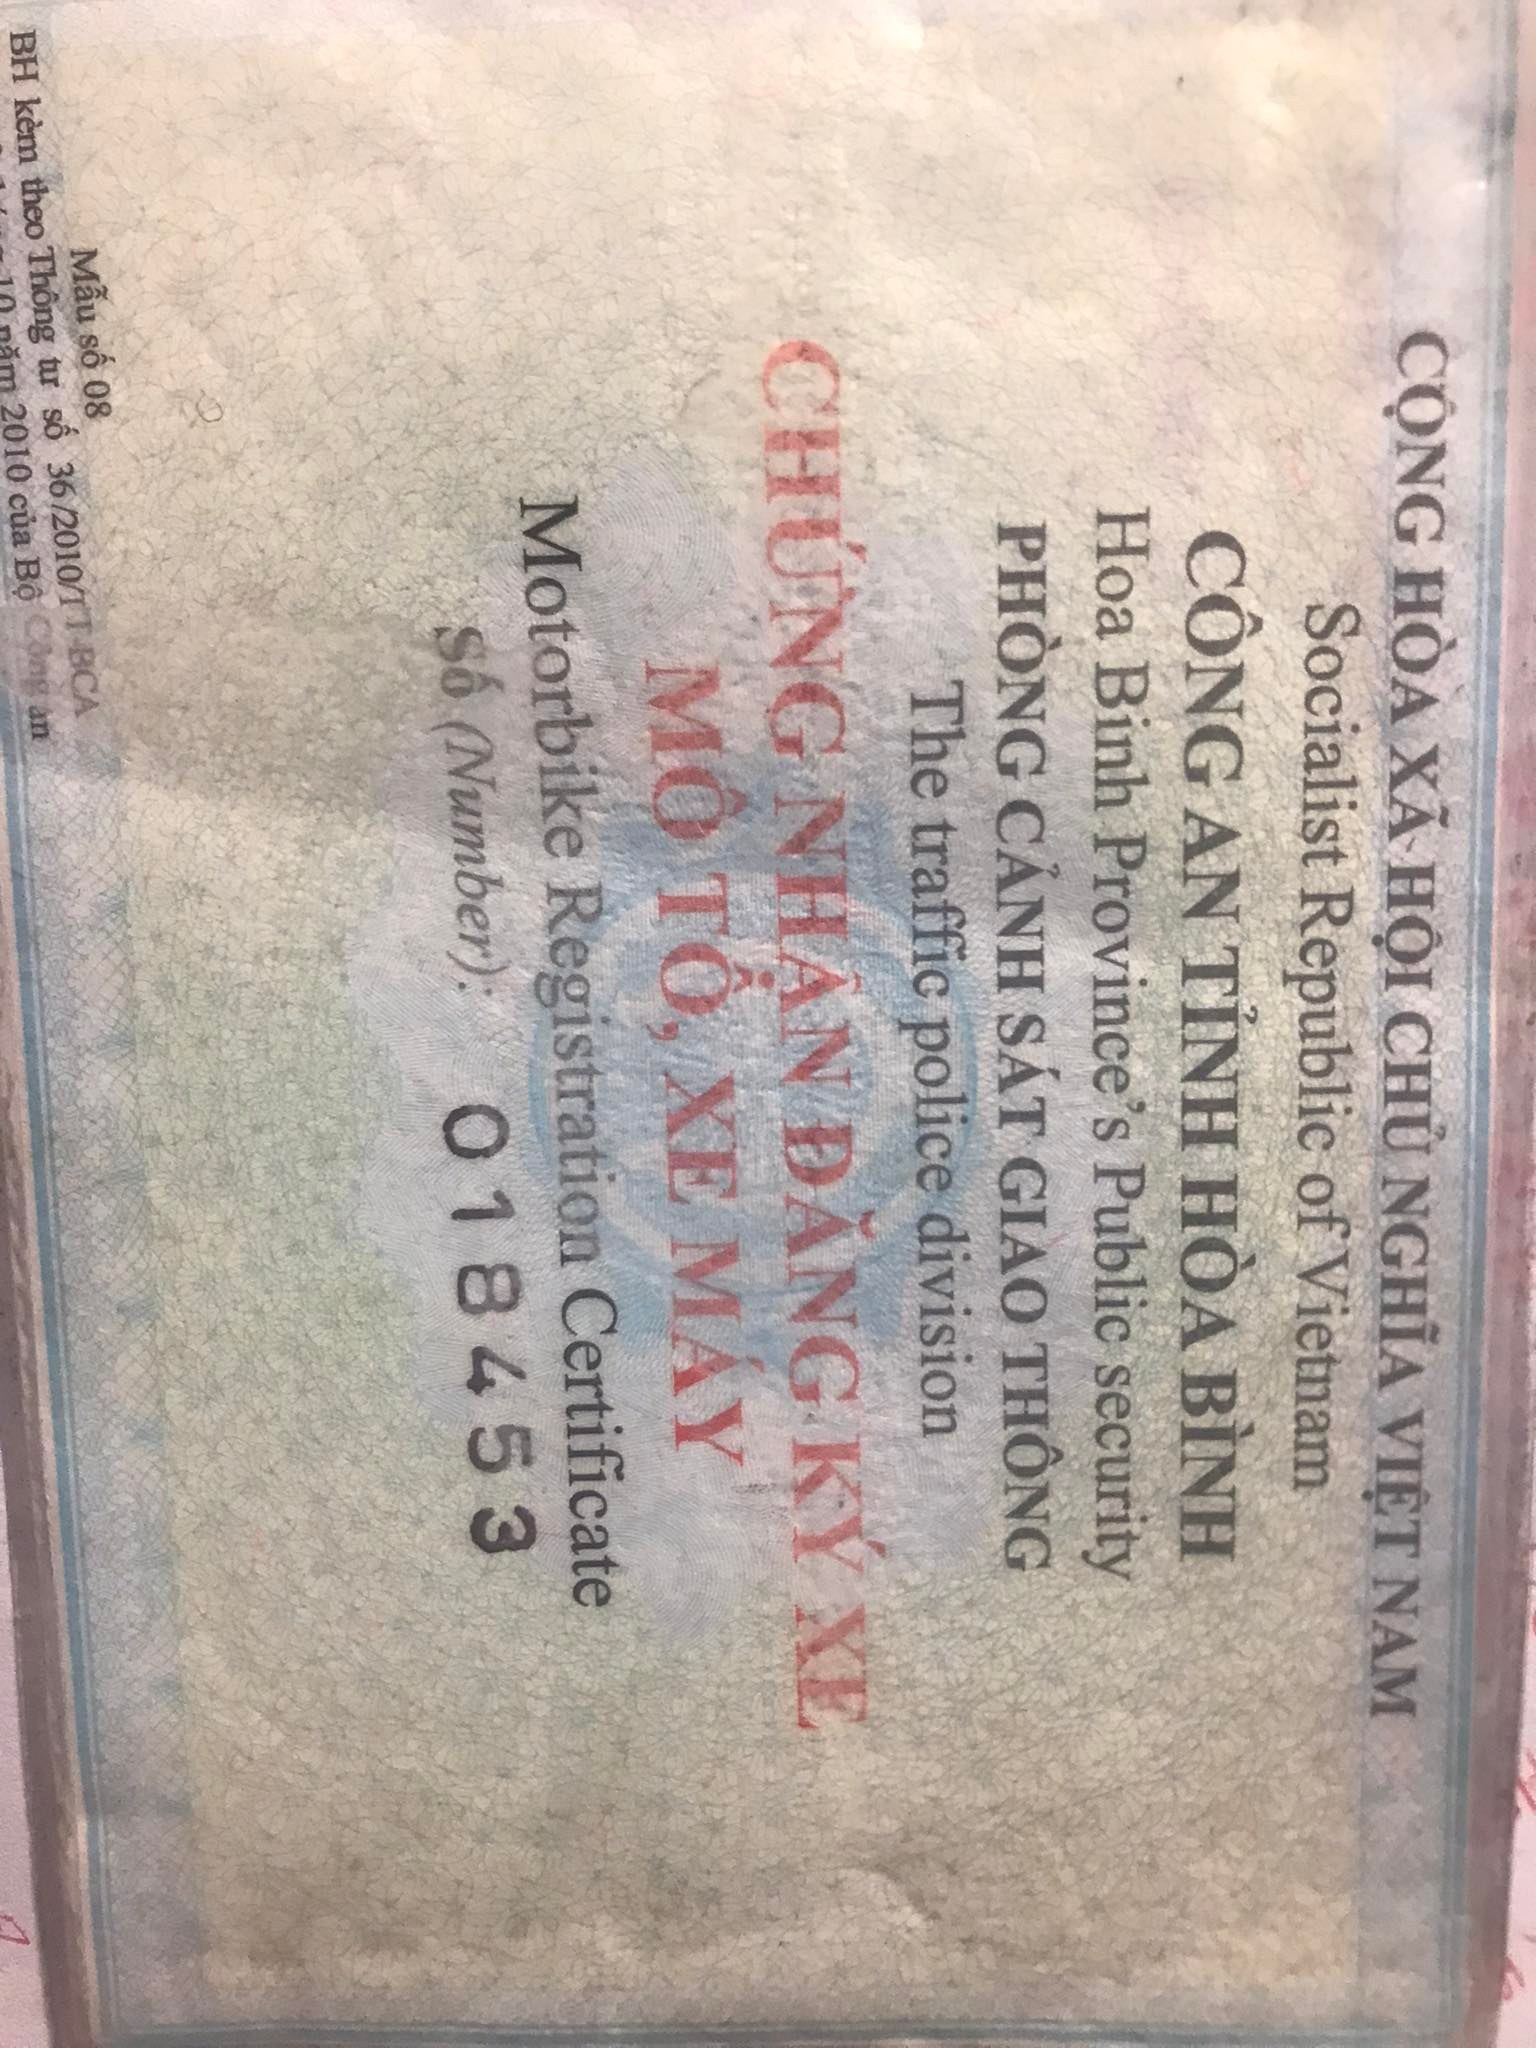 CỘNG HÒA XÃ HỘI CHỦ NGHĨA VIỆT NAM
Socialist Republic of Vietnam
CÔNG AN TỈNH HÒA BÌNH
Hoa Binh Province's Public security
PHÒNG CẢNH SÁT GIAO THÔNG
The traffic police division
CHỨNG NHẬN ĐĂNG KÝ XE
MÔ TÔ, XE MÁY
Motorbike Registration Certificate
Số (Number): 018453
Mẫu số 08
BH kèm theo Thông tư số 36/2010/TT-BCA
10 năm 2010 của Bộ Công an